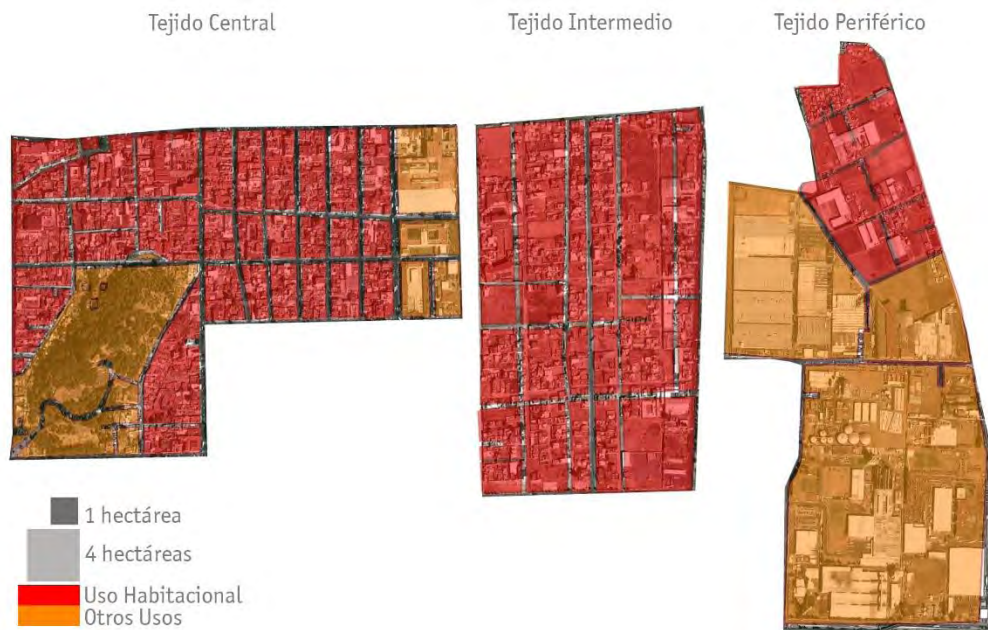 Tejido Central
Tejido Intermedio
Tejido Periférico
1 hectárea
4 hectáreas
Uso Habitacional
Otros Usos